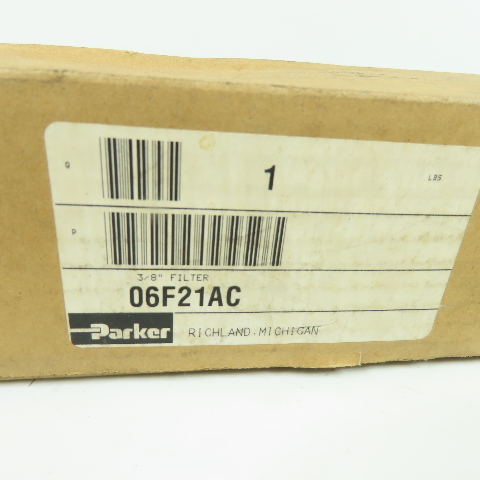 Q
1
LBS
P
3/8" FILTER
06F21AC
Parker RICHLAND, MICHIGAN